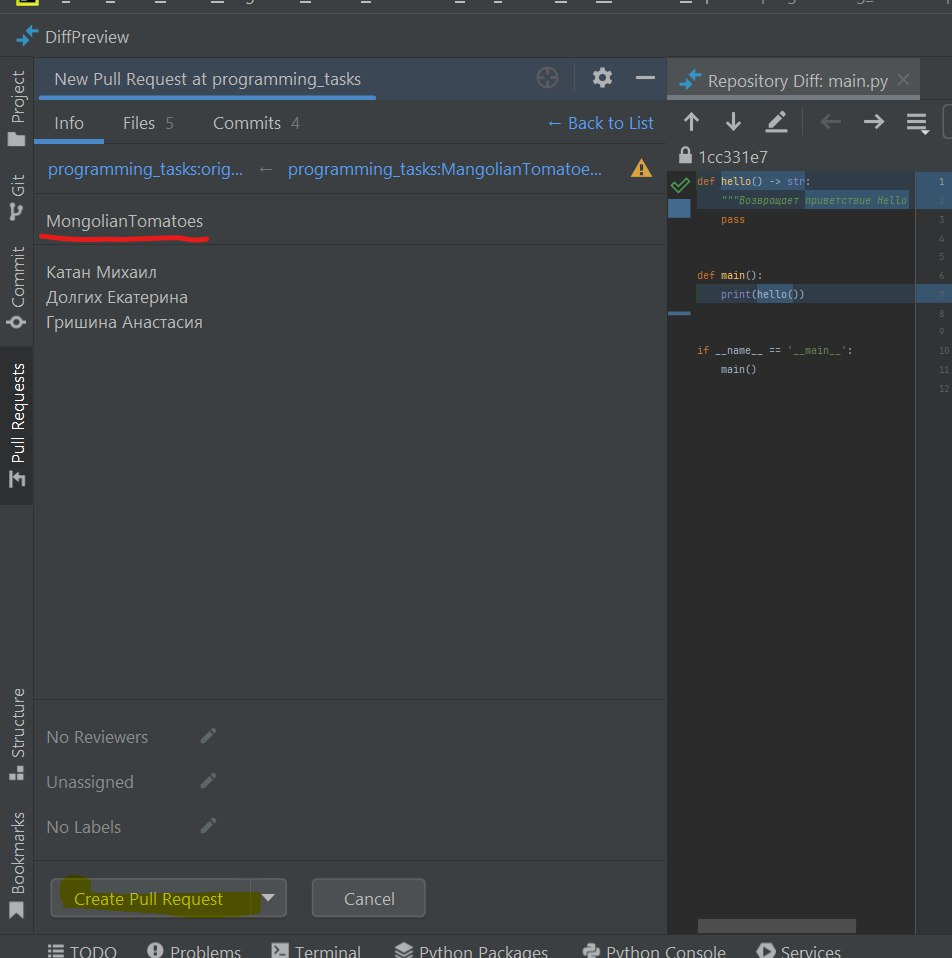 DiffPreview
Project
Git
Commit
Pull Requests
Structure
Bookmarks
New Pull Request at programming_tasks
Info Files 5 Commits 4 ← Back to List
programming_tasks:orig... ← programming_tasks:MangolianTomatoe...
MongolianTomatoes
Катан Михаил
Долгих Екатерина
Гришина Анастасия
No Reviewers
Unassigned
No Labels
Create Pull Request Cancel
Repository Diff: main.py
1cc331e7
def hello() -> str: 1
"""Возвращает приветствие Hello 2
pass 3
4
5
def main(): 6
print(hello()) 7
8
9
if __name__ == '__main__': 10
main() 11
12
TODO Problems Terminal Python Packages Python Console Services